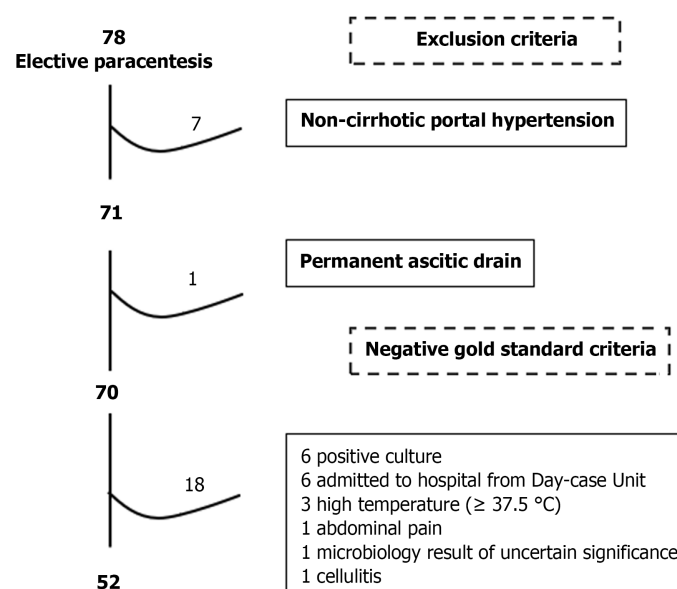 78
Elective paracentesis
Exclusion criteria
7
Non-cirrhotic portal hypertension
71
1
Permanent ascitic drain
Negative gold standard criteria
70
18
6 positive culture
6 admitted to hospital from Day-case Unit
3 high temperature (≥ 37.5 °C)
1 abdominal pain
1 microbiology result of uncertain significance
1 cellulitis
52